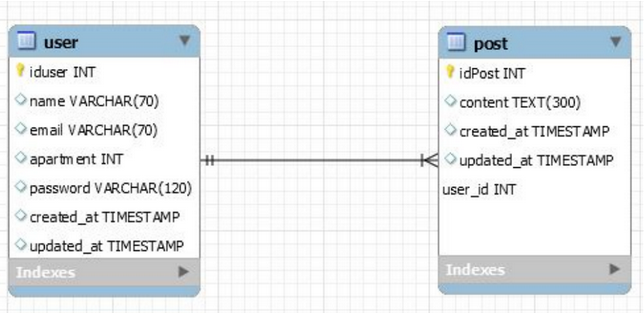 user
iduser INT
name VARCHAR(70)
email VARCHAR(70)
apartment INT
password VARCHAR(120)
created_at TIMESTAMP
updated_at TIMESTAMP
Indexes
post
idPost INT
content TEXT(300)
created_at TIMESTAMP
updated_at TIMESTAMP
user_id INT
Indexes